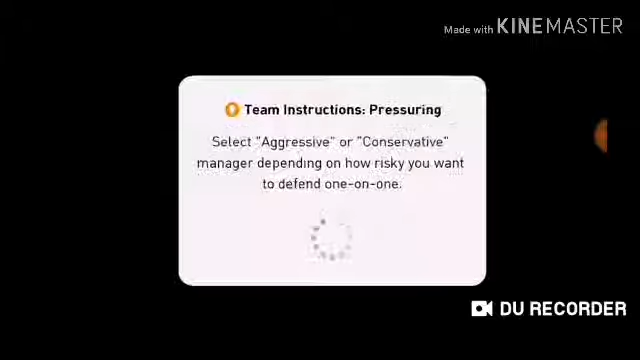 Made with KINEMASTER
Team Instructions: Pressuring
Select "Aggressive" or "Conservative"
manager depending on how risky you want
to defend one-on-one.
DU RECORDER